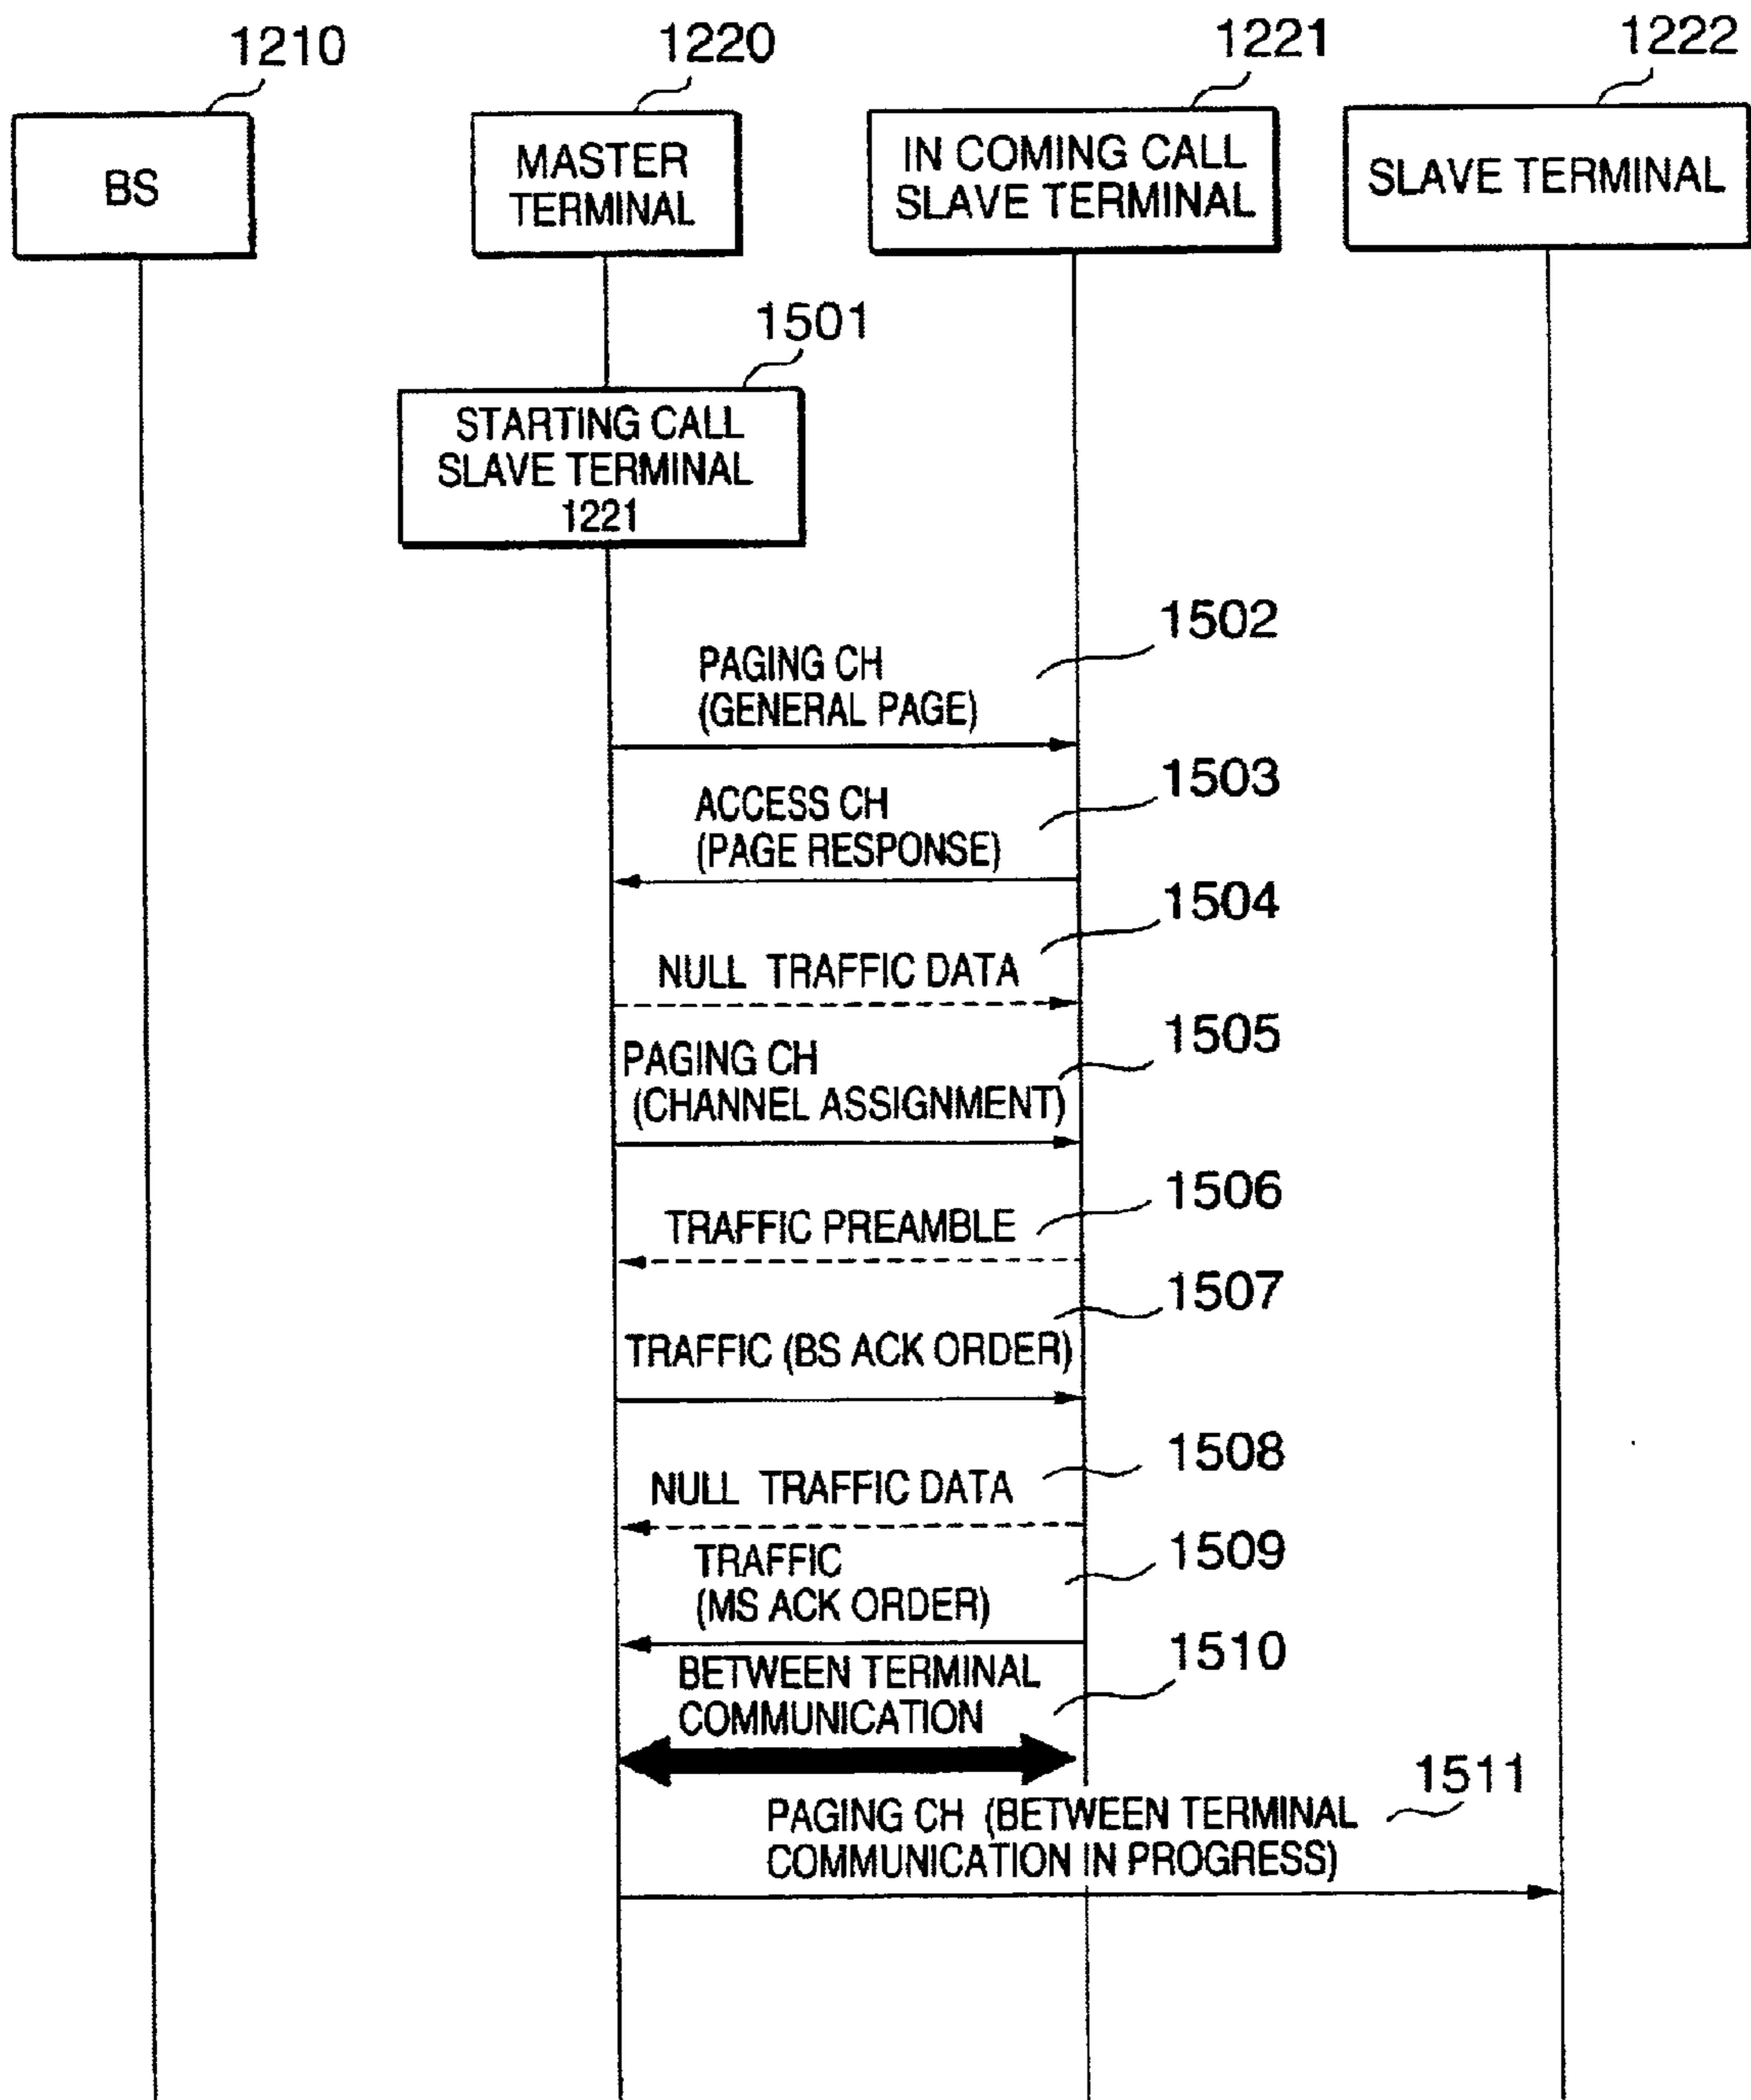 1210
1220
1221
1222
BS
MASTER
TERMINAL
IN COMING CALL
SLAVE TERMINAL
SLAVE TERMINAL
1501
STARTING CALL
SLAVE TERMINAL
1221
1502
PAGING CH
(GENERAL PAGE)
1503
ACCESS CH
(PAGE RESPONSE)
1504
NULL TRAFFIC DATA
1505
PAGING CH
(CHANNEL ASSIGNMENT)
1506
TRAFFIC PREAMBLE
1507
TRAFFIC (BS ACK ORDER)
1508
NULL TRAFFIC DATA
1509
TRAFFIC
(MS ACK ORDER)
1510
BETWEEN TERMINAL
COMMUNICATION
1511
PAGING CH (BETWEEN TERMINAL
COMMUNICATION IN PROGRESS)